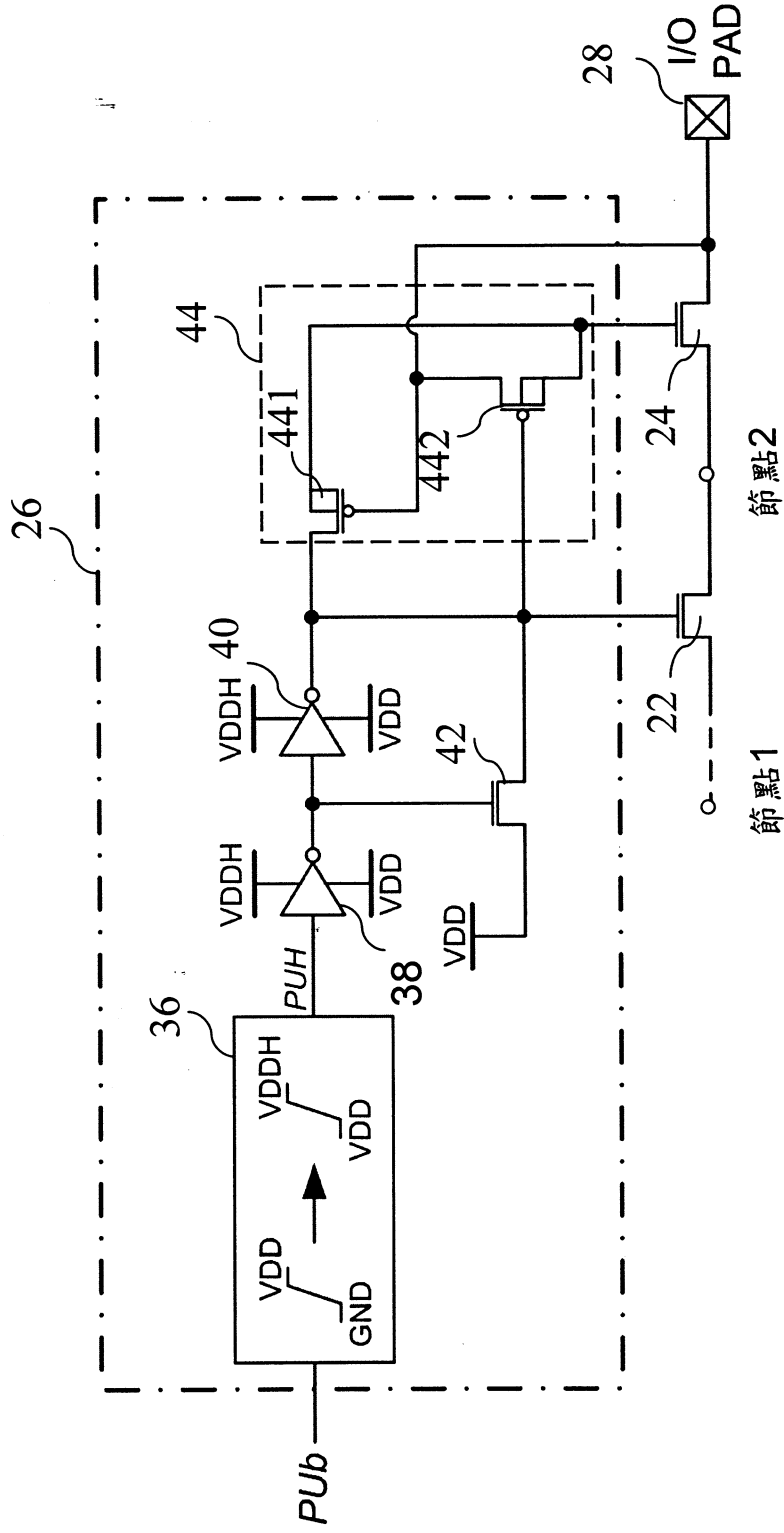 26
PUb
36
VDD
GND
VDDH
VDD
PUH
38
VDDH
VDD
40
VDDH
VDD
42
VDD
44
441
442
22
24
28
I/O
PAD
節點1
節點2